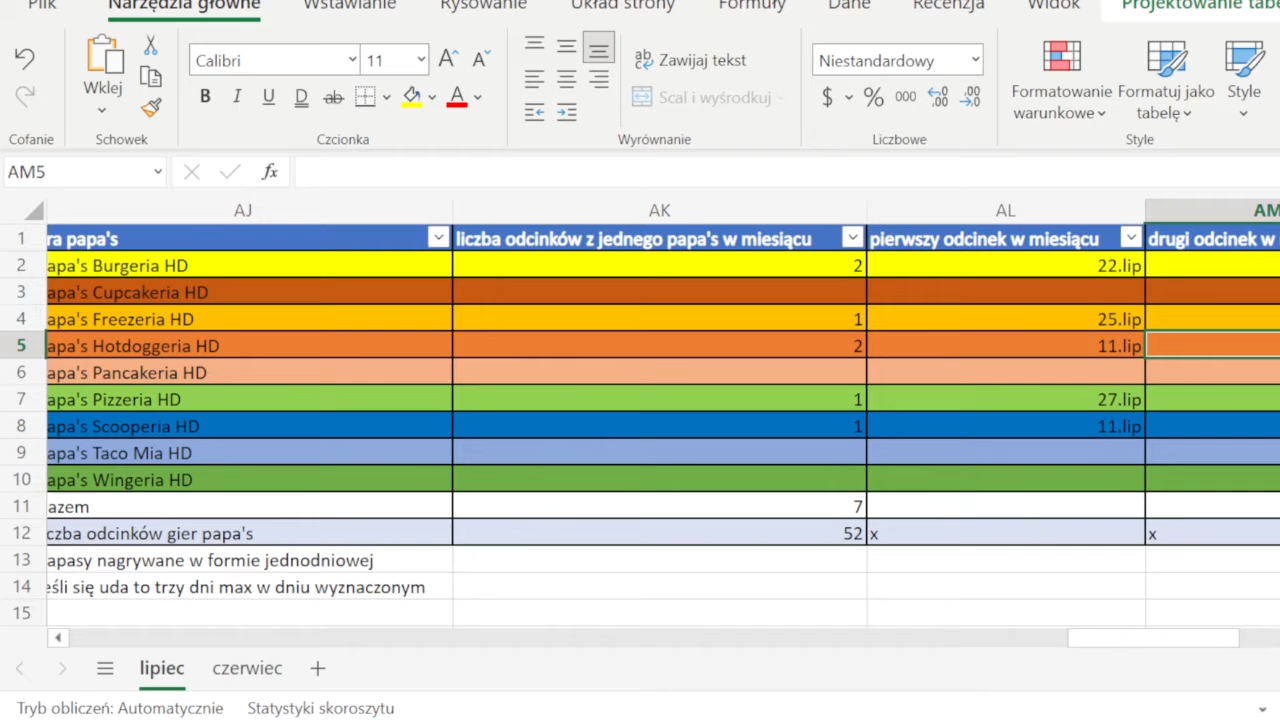 Plik Narzędzia główne Wstawianie Rysowanie Układ strony Formuły Dane Recenzja Widok Projektowanie tabe
Calibri 11 Zawijaj tekst Niestandardowy
Wklej Formatowanie Formatuj jako Style
B I U D ab A Scal i wyśrodkuj $ % 000 warunkowe tabelę
Cofanie Schowek Czcionka Wyrównanie Liczbowe Style
AM5 fx
AJ AK AL AM
1 ra papa's liczba odcinków z jednego papa's w miesiącu pierwszy odcinek w miesiącu drugi odcinek w
2 apa's Burgeria HD 2 22.lip
3 apa's Cupcakeria HD
4 apa's Freezeria HD 1 25.lip
5 apa's Hotdoggeria HD 2 11.lip
6 apa's Pancakeria HD
7 apa's Pizzeria HD 1 27.lip
8 apa's Scooperia HD 1 11.lip
9 apa's Taco Mia HD
10 apa's Wingeria HD
11 azem 7
12 czba odcinków gier papa's 52 x x
13 apasy nagrywane w formie jednodniowej
14 eśli się uda to trzy dni max w dniu wyznaczonym
15
lipiec czerwiec
Tryb obliczeń: Automatycznie Statystyki skoroszytu